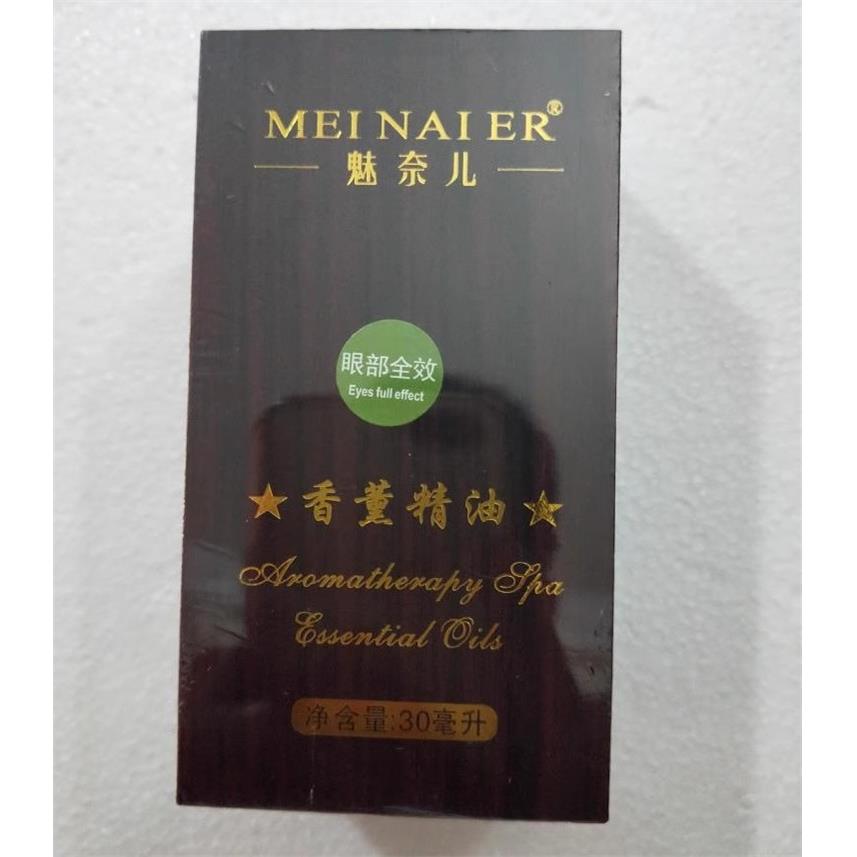 MEI NAI ER®
魅奈儿
眼部全效
Eyes full effect
★香薰精油★
Aromatherapy Spa
Essential Oils
净含量:30毫升